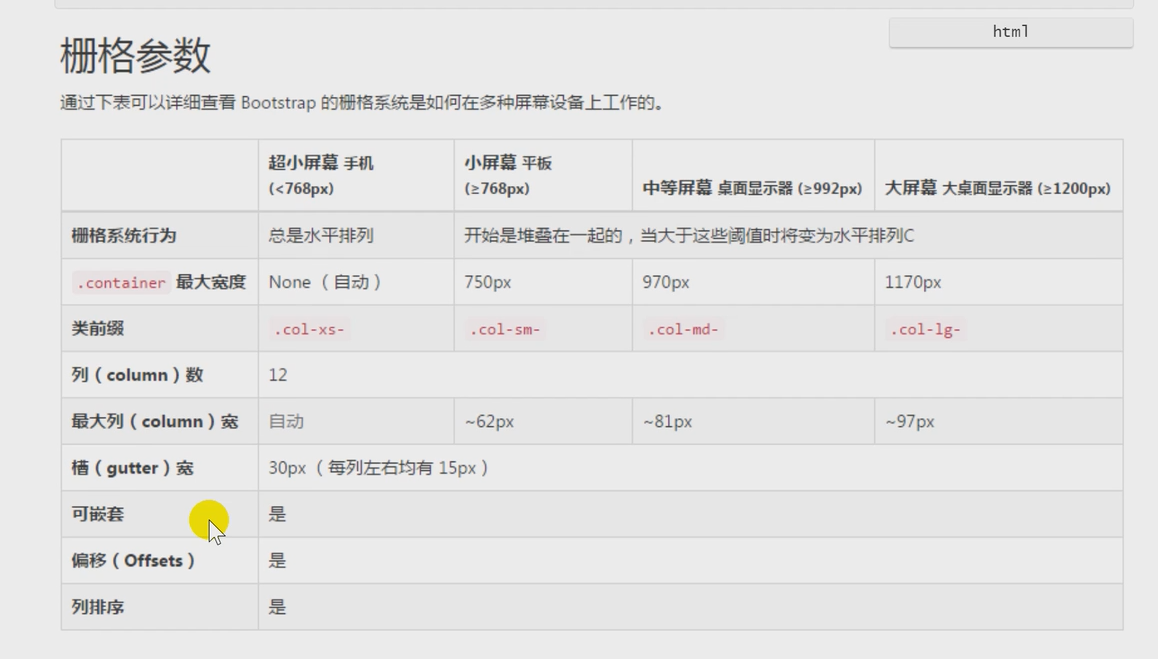 html
栅格参数
通过下表可以详细查看 Bootstrap 的栅格系统是如何在多种屏幕设备上工作的。
超小屏幕 手机 (<768px) 小屏幕 平板 (≥768px) 中等屏幕 桌面显示器 (≥992px) 大屏幕 大桌面显示器 (≥1200px)
栅格系统行为 总是水平排列 开始是堆叠在一起的，当大于这些阈值时将变为水平排列C
.container 最大宽度 None （自动） 750px 970px 1170px
类前缀 .col-xs- .col-sm- .col-md- .col-lg-
列（column）数 12
最大列（column）宽 自动 ~62px ~81px ~97px
槽（gutter）宽 30px （每列左右均有 15px）
可嵌套 是
偏移（Offsets） 是
列排序 是